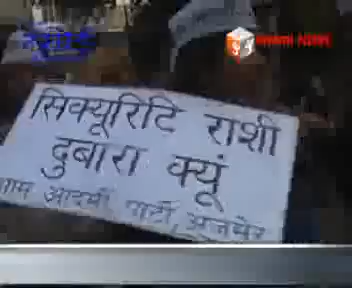 सिक्यूरिटि राशी
दुबारा क्यूं
आम आदमी पार्टी, अजमेर